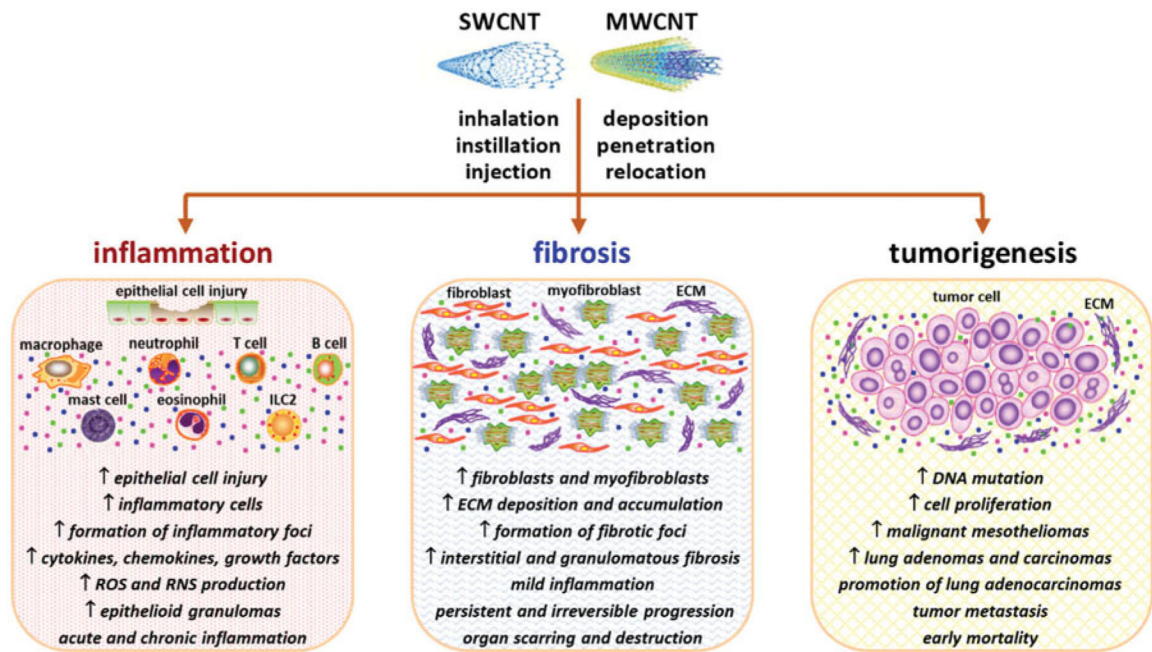 SWCNT
MWCNT
inhalation
instillation
injection
deposition
penetration
relocation
inflammation
epithelial cell injury
macrophage
neutrophil
T cell
B cell
mast cell
eosinophil
ILC2
↑ epithelial cell injury
↑ inflammatory cells
↑ formation of inflammatory foci
↑ cytokines, chemokines, growth factors
↑ ROS and RNS production
↑ epithelioid granulomas
acute and chronic inflammation
fibrosis
fibroblast
myofibroblast
ECM
↑ fibroblasts and myofibroblasts
↑ ECM deposition and accumulation
↑ formation of fibrotic foci
↑ interstitial and granulomatous fibrosis
mild inflammation
persistent and irreversible progression
organ scarring and destruction
tumorigenesis
tumor cell
ECM
↑ DNA mutation
↑ cell proliferation
↑ malignant mesotheliomas
↑ lung adenomas and carcinomas
promotion of lung adenocarcinomas
tumor metastasis
early mortality